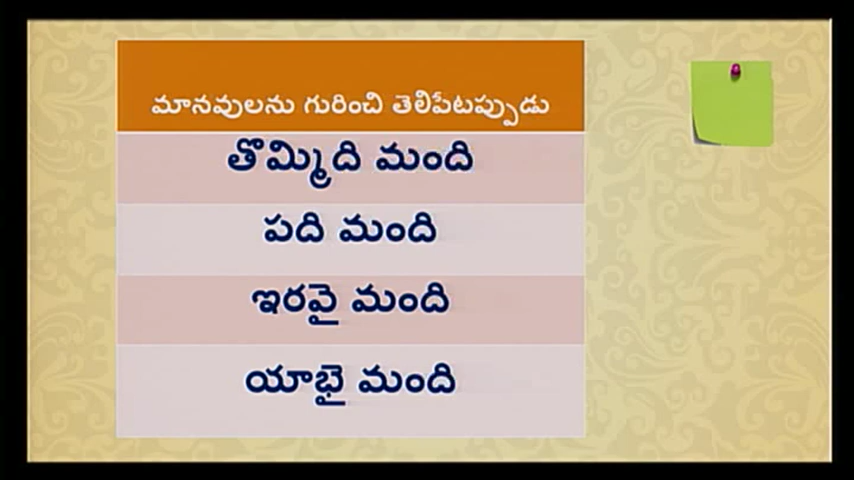 మానవులను గురించి తెలిపేటప్పుడు
తొమ్మిది మంది
పది మంది
ఇరవై మంది
యాభై మంది